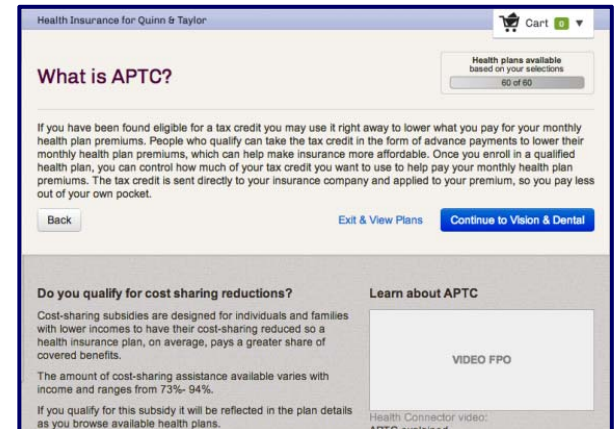 Health Insurance for Quinn & Taylor
Cart 0 ▼
What is APTC?
Health plans available
based on your selections
60 of 60
If you have been found eligible for a tax credit you may use it right away to lower what you pay for your monthly
health plan premiums. People who qualify can take the tax credit in the form of advance payments to lower their
monthly health plan premiums, which can help make insurance more affordable. Once you enroll in a qualified
health plan, you can control how much of your tax credit you want to use to help pay your monthly health plan
premiums. The tax credit is sent directly to your insurance company and applied to your premium, so you pay less
out of your own pocket.
Back
Exit & View Plans
Continue to Vision & Dental
Do you qualify for cost sharing reductions?
Cost-sharing subsidies are designed for individuals and families
with lower incomes to have their cost-sharing reduced so a
health insurance plan, on average, pays a greater share of
covered benefits.
The amount of cost-sharing assistance available varies with
income and ranges from 73%- 94%.
If you qualify for this subsidy it will be reflected in the plan details
as you browse available health plans.
Learn about APTC
VIDEO FPO
Health Connector video:
APTC explained